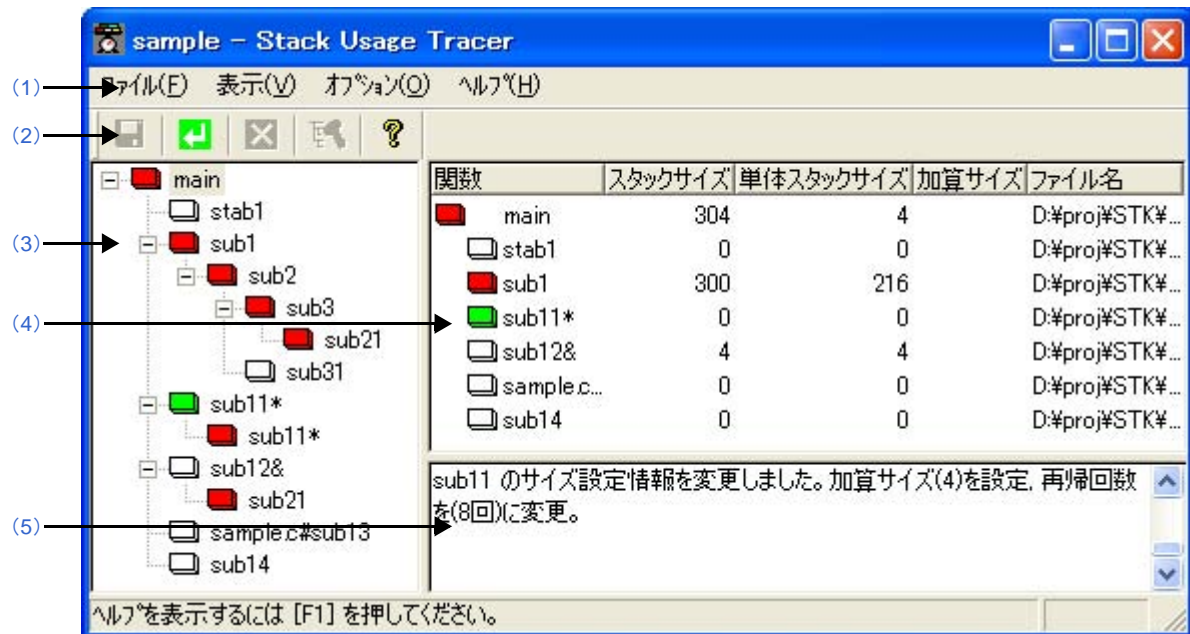 sample – Stack Usage Tracer
(1)
ファイル(F) 表示(V) オプション(O) ヘルプ(H)
(2)
main
stab1
(3)
sub1
sub2
sub3
sub21
sub31
sub11*
sub11*
sub12&
sub21
sample.c#sub13
sub14
関数 スタックサイズ 単体スタックサイズ 加算サイズ ファイル名
main 304 4 D:¥proj¥STK¥...
stab1 0 0 D:¥proj¥STK¥...
sub1 300 216 D:¥proj¥STK¥...
(4)
sub11* 0 0 D:¥proj¥STK¥...
sub12& 4 4 D:¥proj¥STK¥...
sample.c... 0 0 D:¥proj¥STK¥...
sub14 0 0 D:¥proj¥STK¥...
(5)
sub11 のサイズ設定情報を変更しました。加算サイズ(4)を設定, 再帰回数
を(8回)に変更。
ヘルプを表示するには [F1] を押してください。